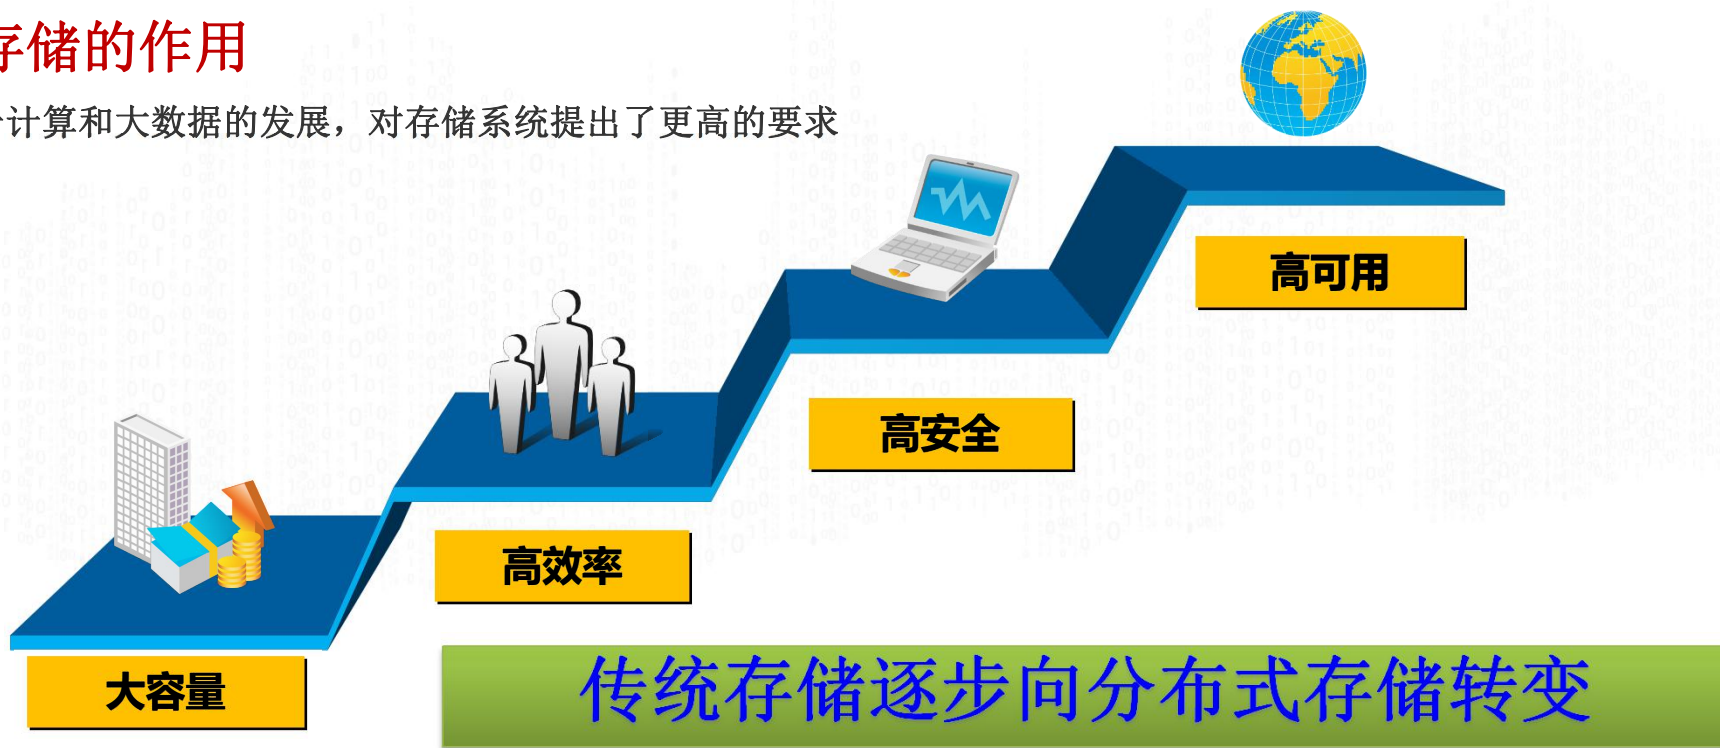 存储的作用
计算和大数据的发展，对存储系统提出了更高的要求
高可用
高安全
高效率
大容量
传统存储逐步向分布式存储转变